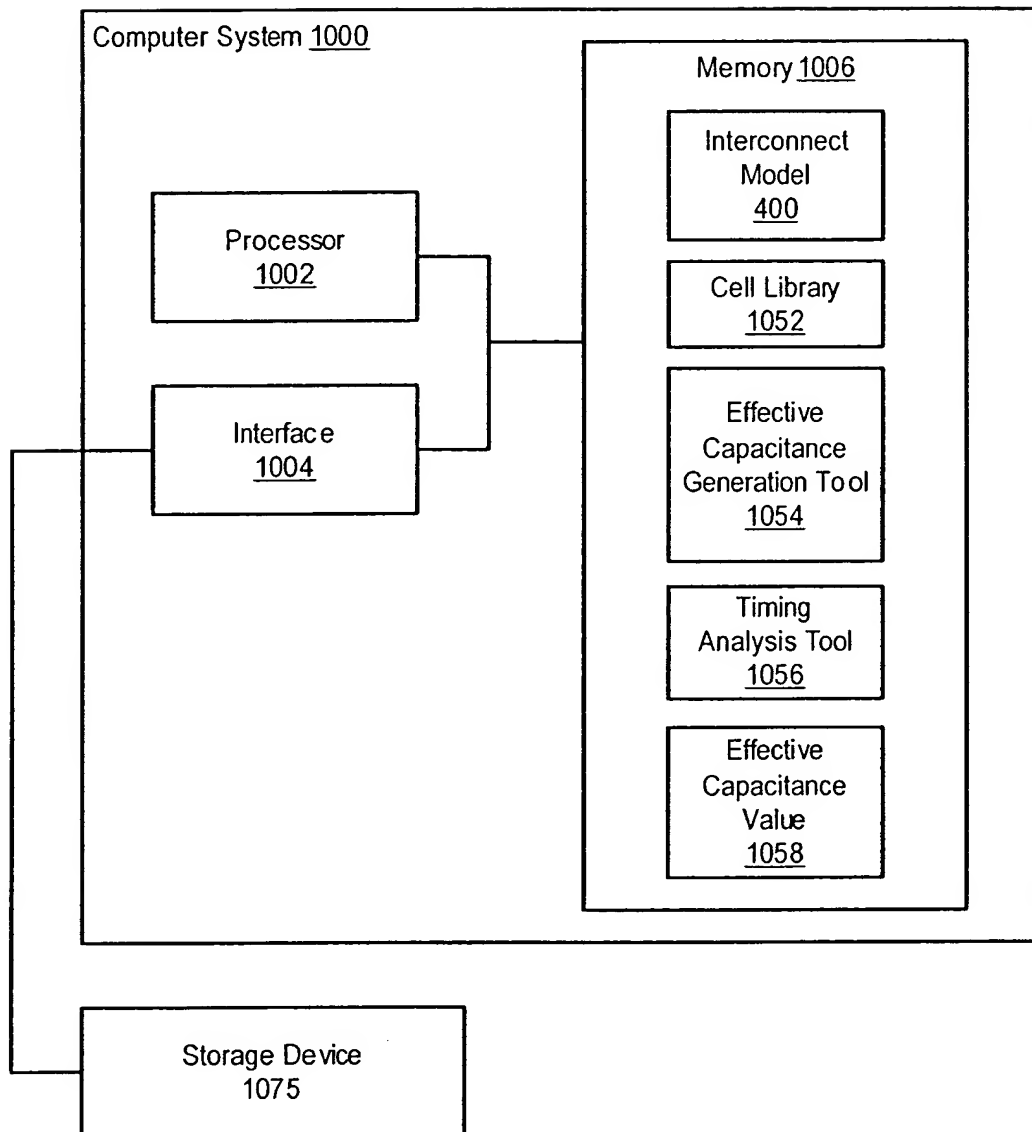 Computer System 1000
Memory 1006
Interconnect
Model
400
Processor
1002
Cell Library
1052
Interface
1004
Effective
Capacitance
Generation Tool
1054
Timing
Analysis Tool
1056
Effective
Capacitance
Value
1058
Storage Device
1075